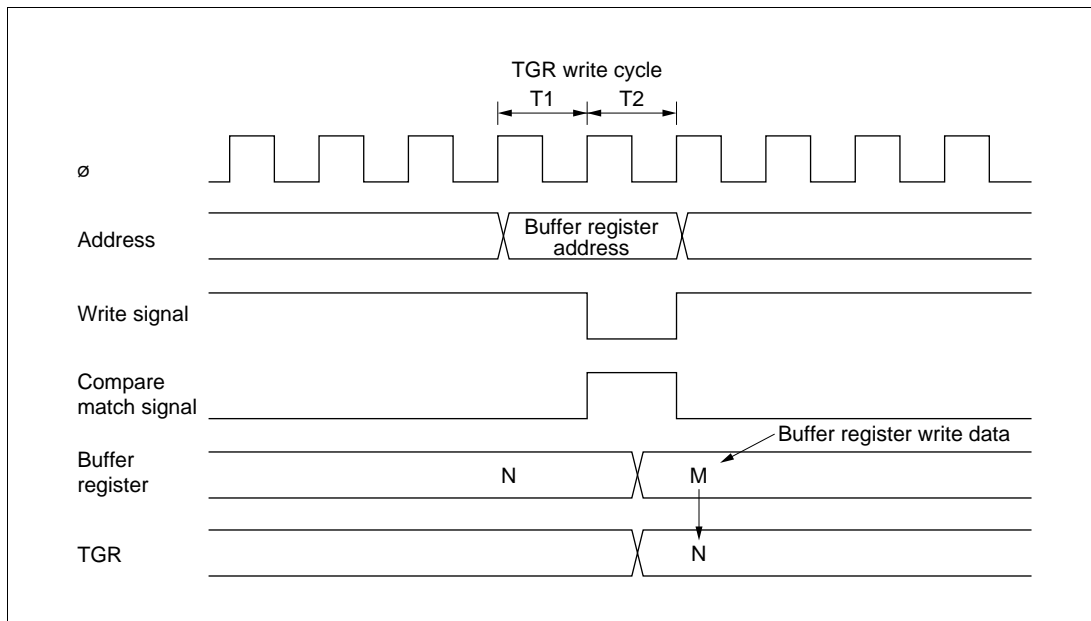 TGR write cycle
T1 T2
ø
Address
Buffer register
address
Write signal
Compare
match signal
Buffer register write data
Buffer
register
N M
TGR
N